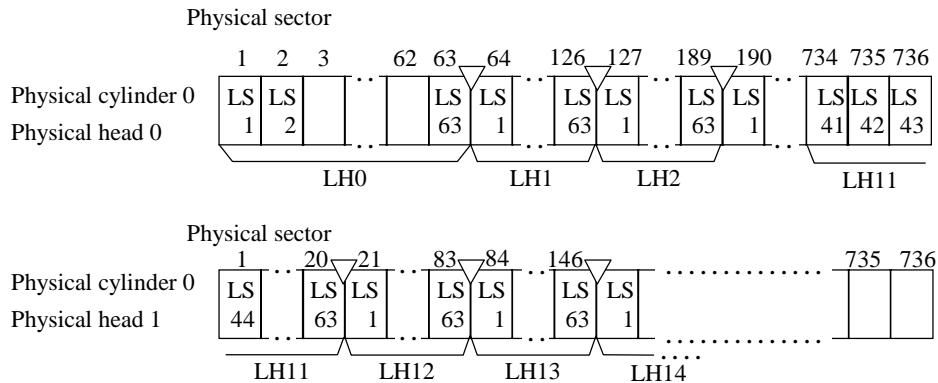 Physical sector
1 2 3 62 63 64 126 127 189 190 734 735 736
Physical cylinder 0 LS LS .. LS LS .. LS LS .. LS LS .. LS LS LS
Physical head 0 1 2 .. 63 1 .. 63 1 .. 63 1 .. 41 42 43
LH0 LH1 LH2 LH11
Physical sector
1 20 21 83 84 146 735 736
Physical cylinder 0 LS .. LS LS .. LS LS .. LS LS ..................
Physical head 1 44 .. 63 1 .. 63 1 .. 63 1 ..................
LH11 LH12 LH13 LH14 ....